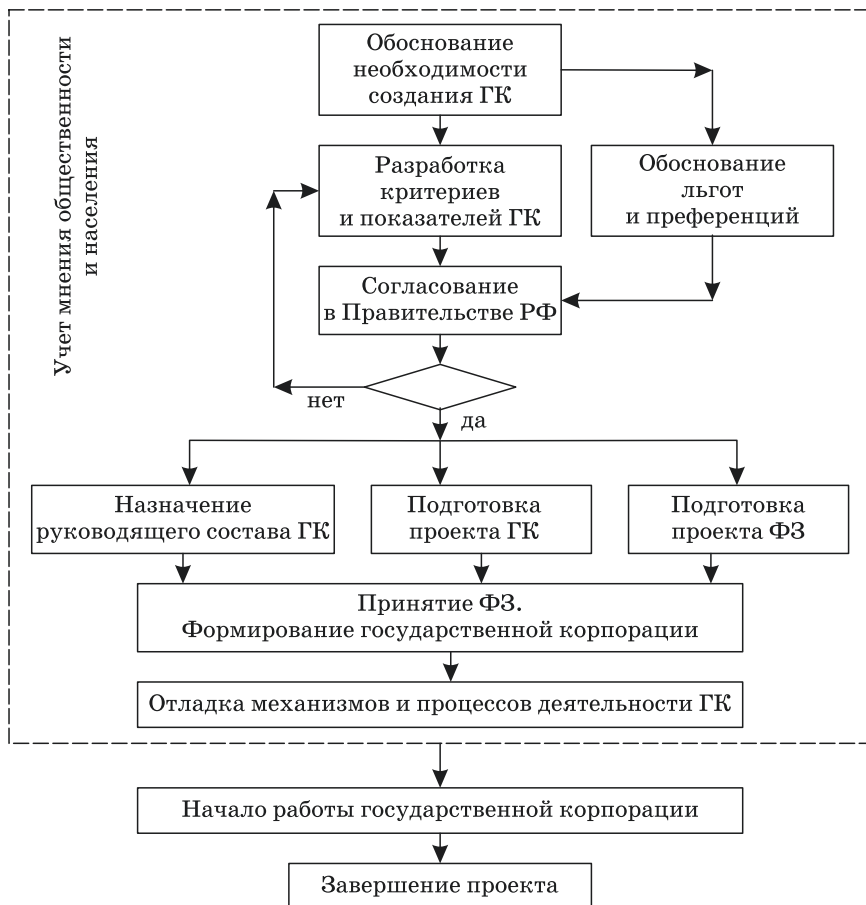 Учет мнения общественности
и населения
Обоснование
необходимости
создания ГК
Разработка
критериев
и показателей ГК
Обоснование
льгот
и преференций
Согласование
в Правительстве РФ
нет
да
Назначение
руководящего состава ГК
Подготовка
проекта ГК
Подготовка
проекта ФЗ
Принятие ФЗ.
Формирование государственной корпорации
Отладка механизмов и процессов деятельности ГК
Начало работы государственной корпорации
Завершение проекта